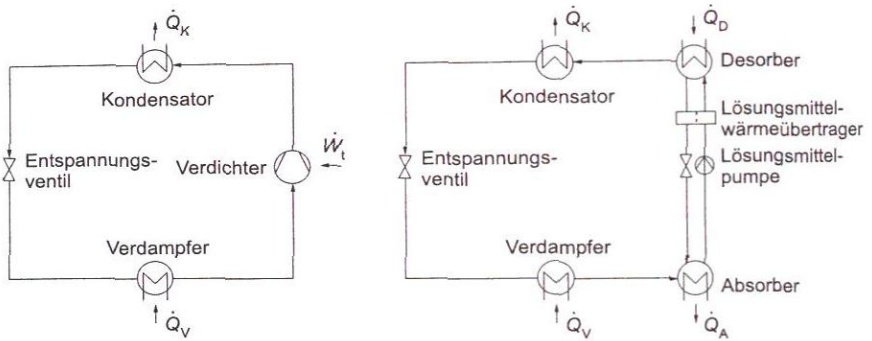 Q̇K
Kondensator
Entspannungs-
ventil
Verdichter
Ẇt
Verdampfer
Q̇V
Q̇K
Q̇D
Desorber
Kondensator
Lösungsmittel-
wärmeübertrager
Entspannungs-
ventil
Lösungsmittel-
pumpe
Verdampfer
Absorber
Q̇V
Q̇A